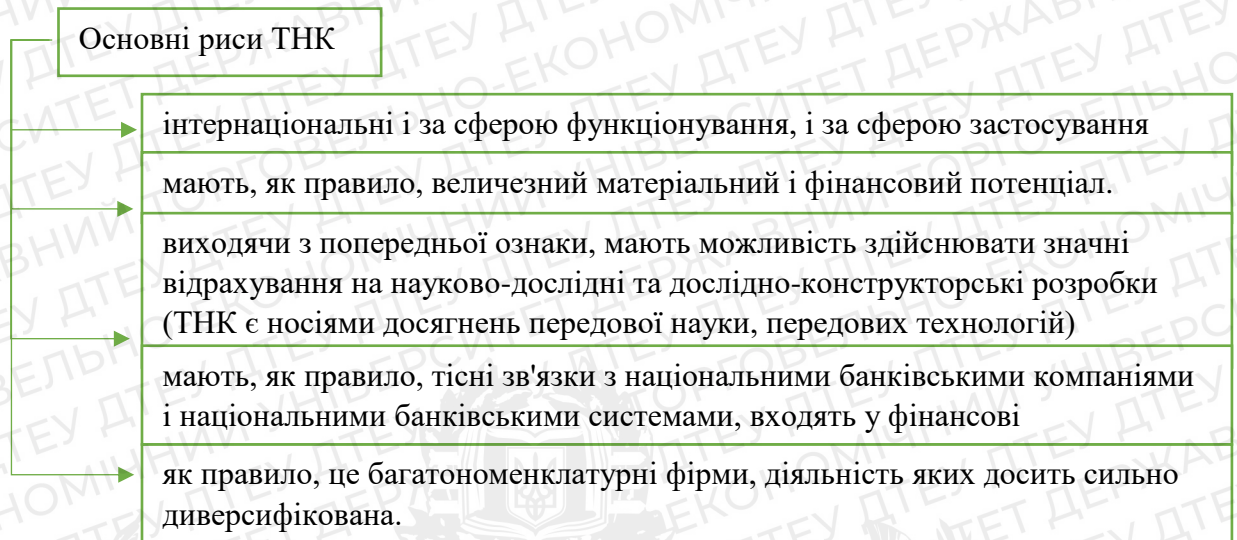 Основні риси ТНК
інтернаціональні і за сферою функціонування, і за сферою застосування
мають, як правило, величезний матеріальний і фінансовий потенціал.
виходячи з попередньої ознаки, мають можливість здійснювати значні
відрахування на науково-дослідні та дослідно-конструкторські розробки
(ТНК є носіями досягнень передової науки, передових технологій)
мають, як правило, тісні зв'язки з національними банківськими компаніями
і національними банківськими системами, входять у фінансові
як правило, це багатономенклатурні фірми, діяльність яких досить сильно
диверсифікована.